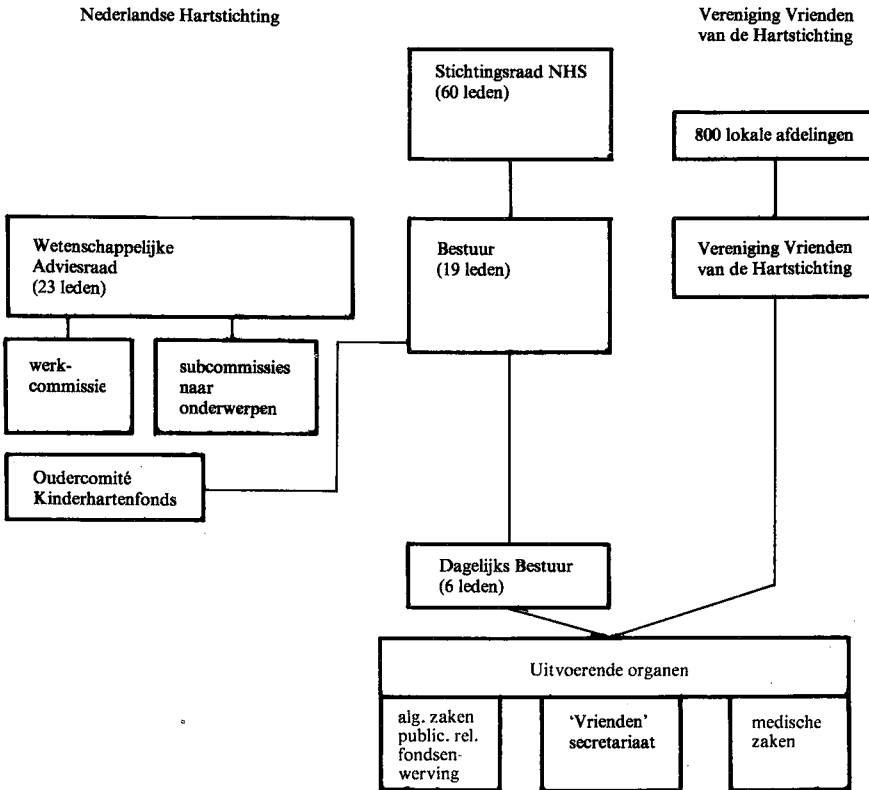 Nederlandse Hartstichting
Vereniging Vrienden
van de Hartstichting
Stichtingsraad NHS
(60 leden)
800 lokale afdelingen
Wetenschappelijke
Adviesraad
(23 leden)
Bestuur
(19 leden)
Vereniging Vrienden
van de Hartstichting
werk-
commissie
subcommissies
naar
onderwerpen
Oudercomité
Kinderhartenfonds
Dagelijks Bestuur
(6 leden)
Uitvoerende organen
alg. zaken
public. rel.
fondsen-
werving
‘Vrienden’
secretariaat
medische
zaken